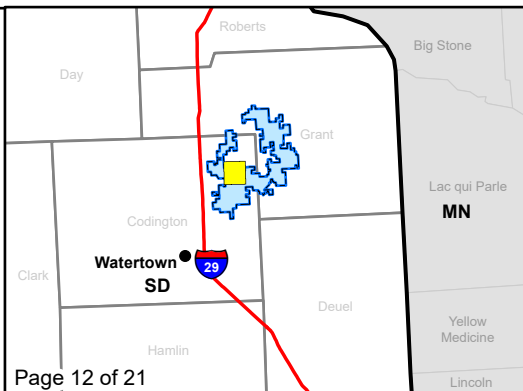 Roberts
Big Stone
Day
Grant
Lac qui Parle
MN
Codington
Watertown
SD
29
Clark
Deuel
Yellow
Medicine
Hamlin
Lincoln
Page 12 of 21